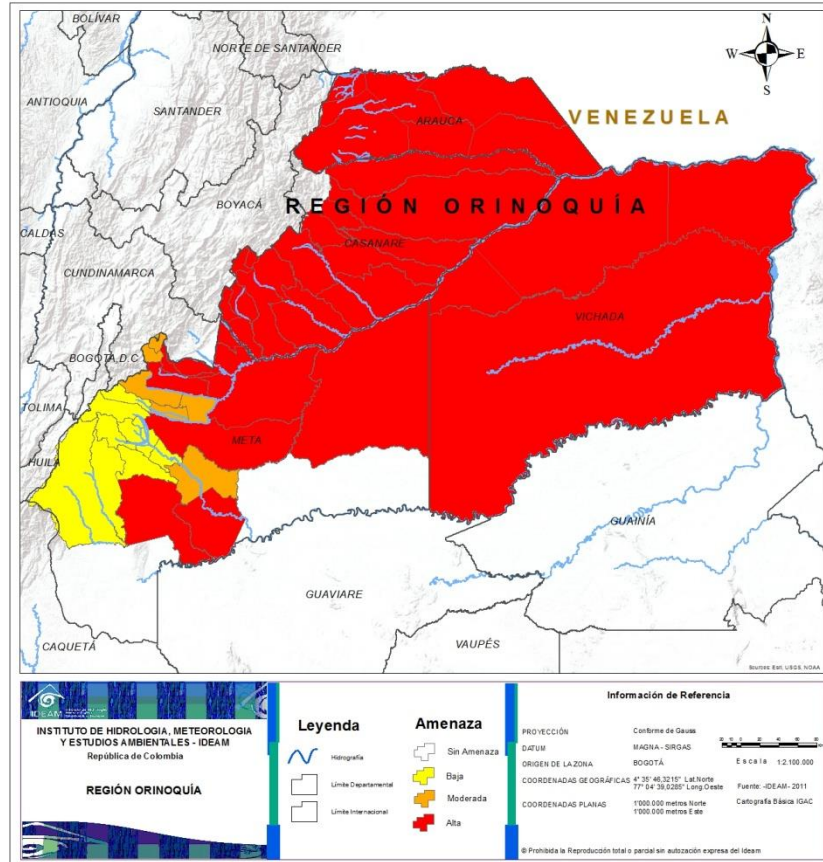 BOLÍVAR
NORTE DE SANTANDER
N
W
E
S
ANTIOQUIA
SANTANDER
ARAUCA
VENEZUELA
BOYACÁ
REGIÓN ORINOQUÍA
CALDAS
CASANARE
CUNDINAMARCA
VICHADA
BOGOTÁ, D.C
TOLIMA
META
HUILA
GUAINÍA
GUAVIARE
CAQUETÁ
VAUPÉS
Sources: Esri, USGS, NOAA
IDEAM
INSTITUTO DE HIDROLOGIA, METEOROLOGIA
Y ESTUDIOS AMBIENTALES - IDEAM
República de Colombia
REGIÓN ORINOQUÍA
Leyenda
Hidrografía
Límite Departamental
Límite Internacional
Amenaza
Sin Amenaza
Baja
Moderada
Alta
Información de Referencia
PROYECCIÓN Conforme de Gauss
DATUM MAGNA - SIRGAS
ORIGEN DE LA ZONA BOGOTÁ
Escala 1:2.100.000
COORDENADAS GEOGRÁFICAS 4° 35' 46,3215" Lat.Norte
77° 04' 39,0285" Long.Oeste
Fuente: -IDEAM- 2011
COORDENADAS PLANAS 1'000.000 metros Norte
1'000.000 metros Este
Cartografía Básica IGAC
© Prohibida la Reproducción total o parcial sin autozación expresa del Ideam